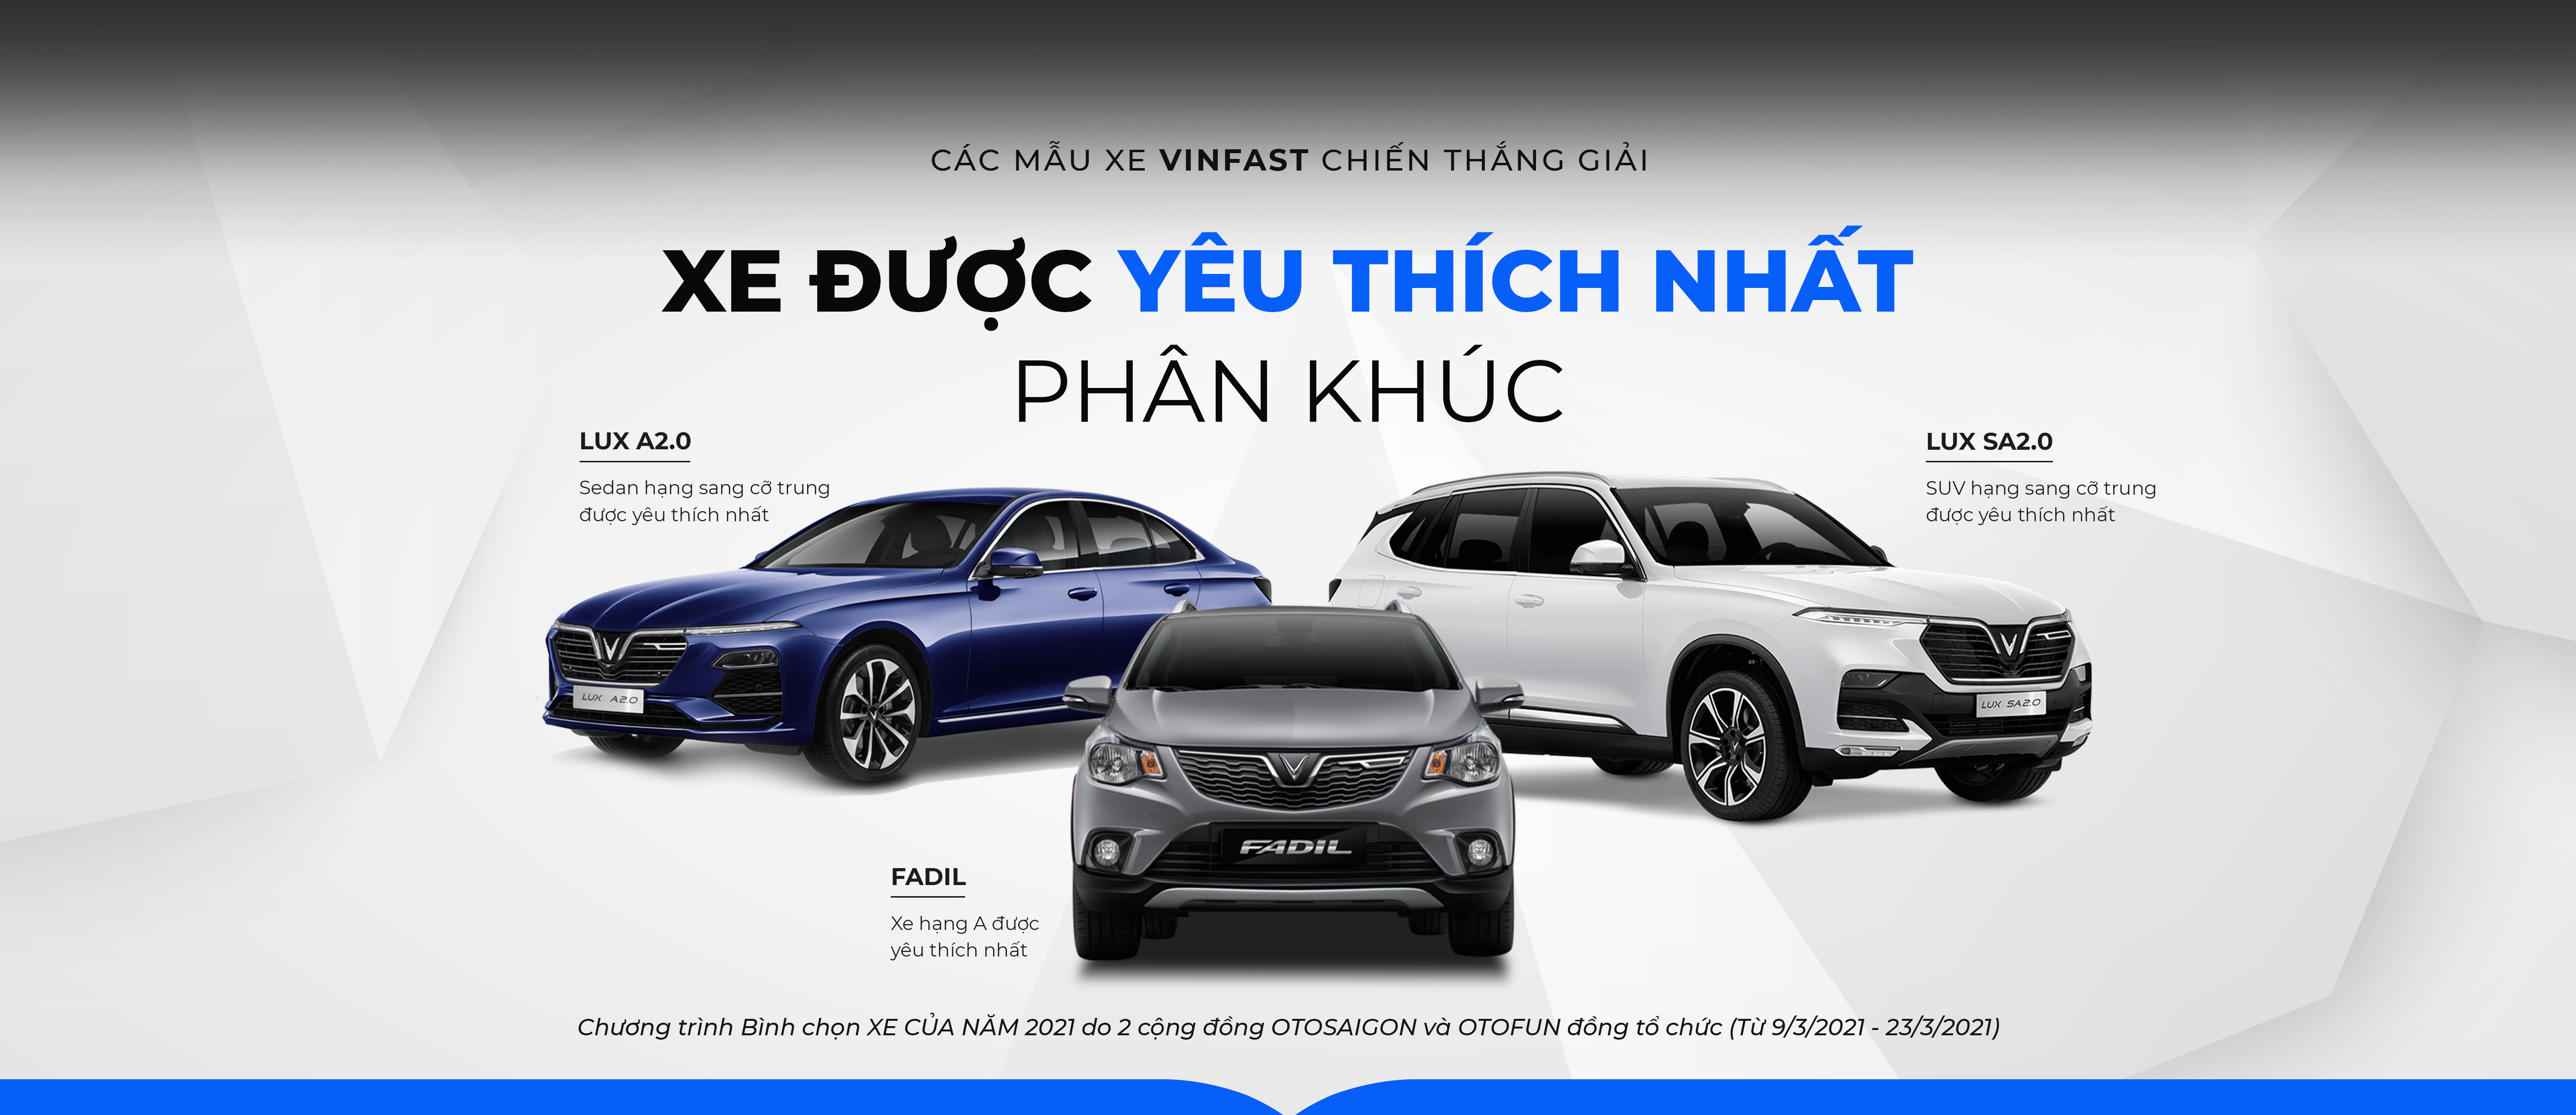 CÁC MẪU XE VINFAST CHIẾN THẮNG GIẢI
XE ĐƯỢC YÊU THÍCH NHẤT
PHÂN KHÚC
LUX A2.0
Sedan hạng sang cỡ trung
được yêu thích nhất
LUX SA2.0
SUV hạng sang cỡ trung
được yêu thích nhất
LUX A2.0
LUX SA2.0
FADIL
FADIL
Xe hạng A được
yêu thích nhất
Chương trình Bình chọn XE CỦA NĂM 2021 do 2 cộng đồng OTOSAIGON và OTOFUN đồng tổ chức (Từ 9/3/2021 - 23/3/2021)